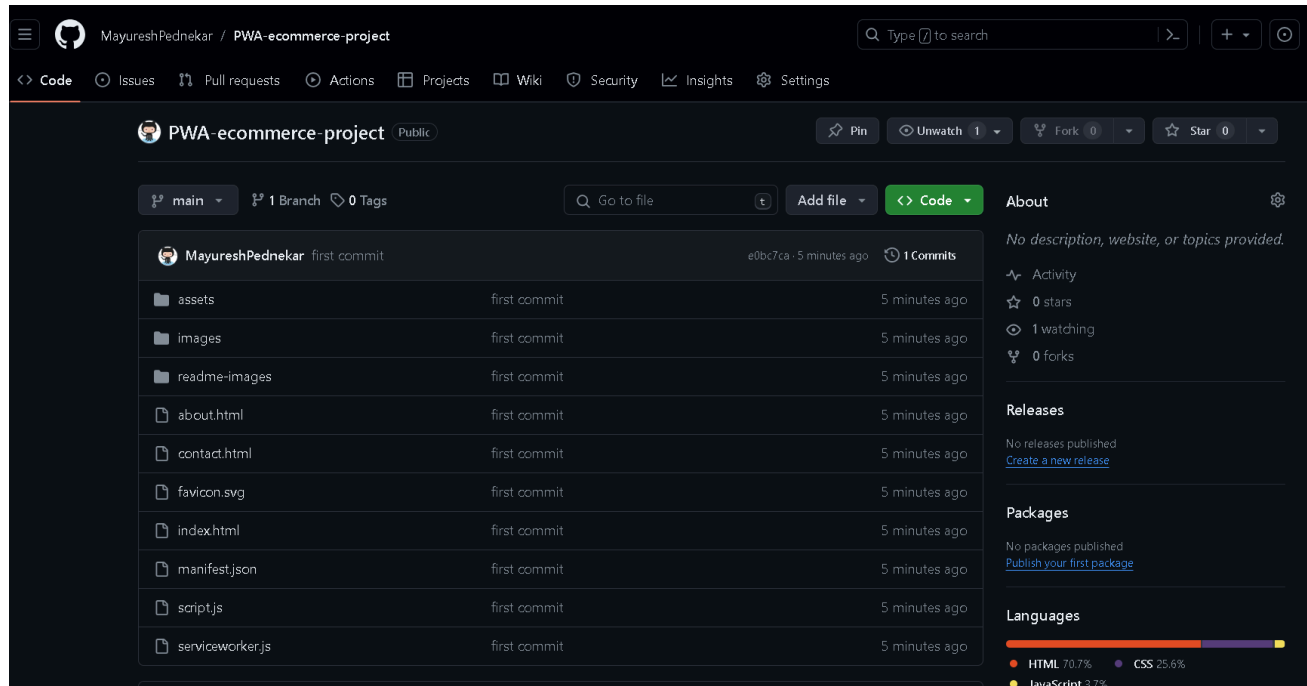 MayureshPednekar / PWA-ecommerce-project
Type / to search
Code Issues Pull requests Actions Projects Wiki Security Insights Settings
PWA-ecommerce-project Public
Pin Unwatch 1 Fork 0 Star 0
main 1 Branch 0 Tags Go to file t Add file Code
MayureshPednekar first commit e0bc7ca · 5 minutes ago 1 Commits
assets first commit 5 minutes ago
images first commit 5 minutes ago
readme-images first commit 5 minutes ago
about.html first commit 5 minutes ago
contact.html first commit 5 minutes ago
favicon.svg first commit 5 minutes ago
index.html first commit 5 minutes ago
manifest.json first commit 5 minutes ago
script.js first commit 5 minutes ago
serviceworker.js first commit 5 minutes ago
About
No description, website, or topics provided.
Activity
0 stars
1 watching
0 forks
Releases
No releases published
Create a new release
Packages
No packages published
Publish your first package
Languages
HTML 70.7% CSS 25.6%
JavaScript 3.7%